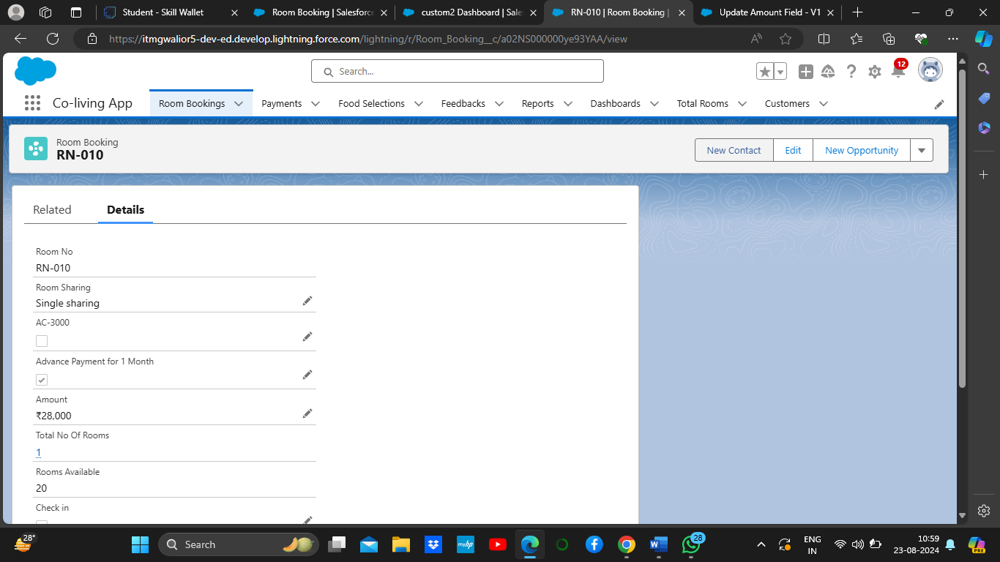 Student - Skill Wallet
Room Booking | Salesforce
custom2 Dashboard | Sale
RN-010 | Room Booking |
Update Amount Field - V1
https://itmgwalior5-dev-ed.develop.lightning.force.com/lightning/r/Room_Booking__c/a02NS000000ye93YAA/view
Search...
12
Co-living App
Room Bookings
Payments
Food Selections
Feedbacks
Reports
Dashboards
Total Rooms
Customers
Room Booking
RN-010
New Contact
Edit
New Opportunity
Related
Details
Room No
RN-010
Room Sharing
Single sharing
AC-3000
Advance Payment for 1 Month
Amount
₹28,000
Total No Of Rooms
1
Rooms Available
20
Check in
28°
Search
myhp
W
28
ENG
IN
10:59
23-08-2024
PRE